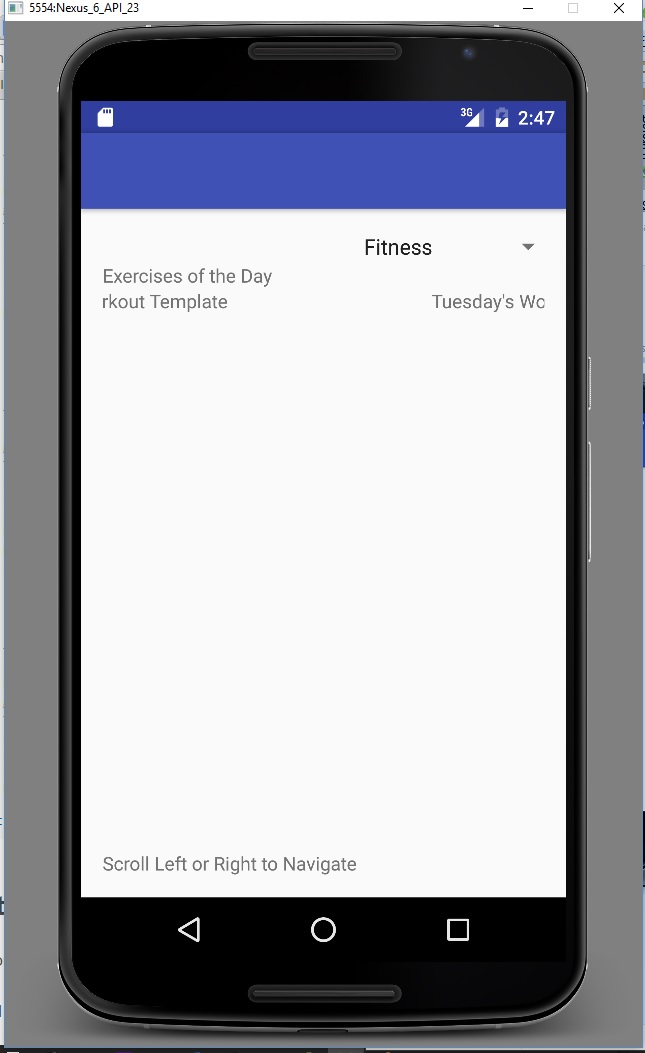 5554:Nexus_6_API_23
3G 2:47
Fitness
Exercises of the Day
rkout Template Tuesday's Wo
Scroll Left or Right to Navigate